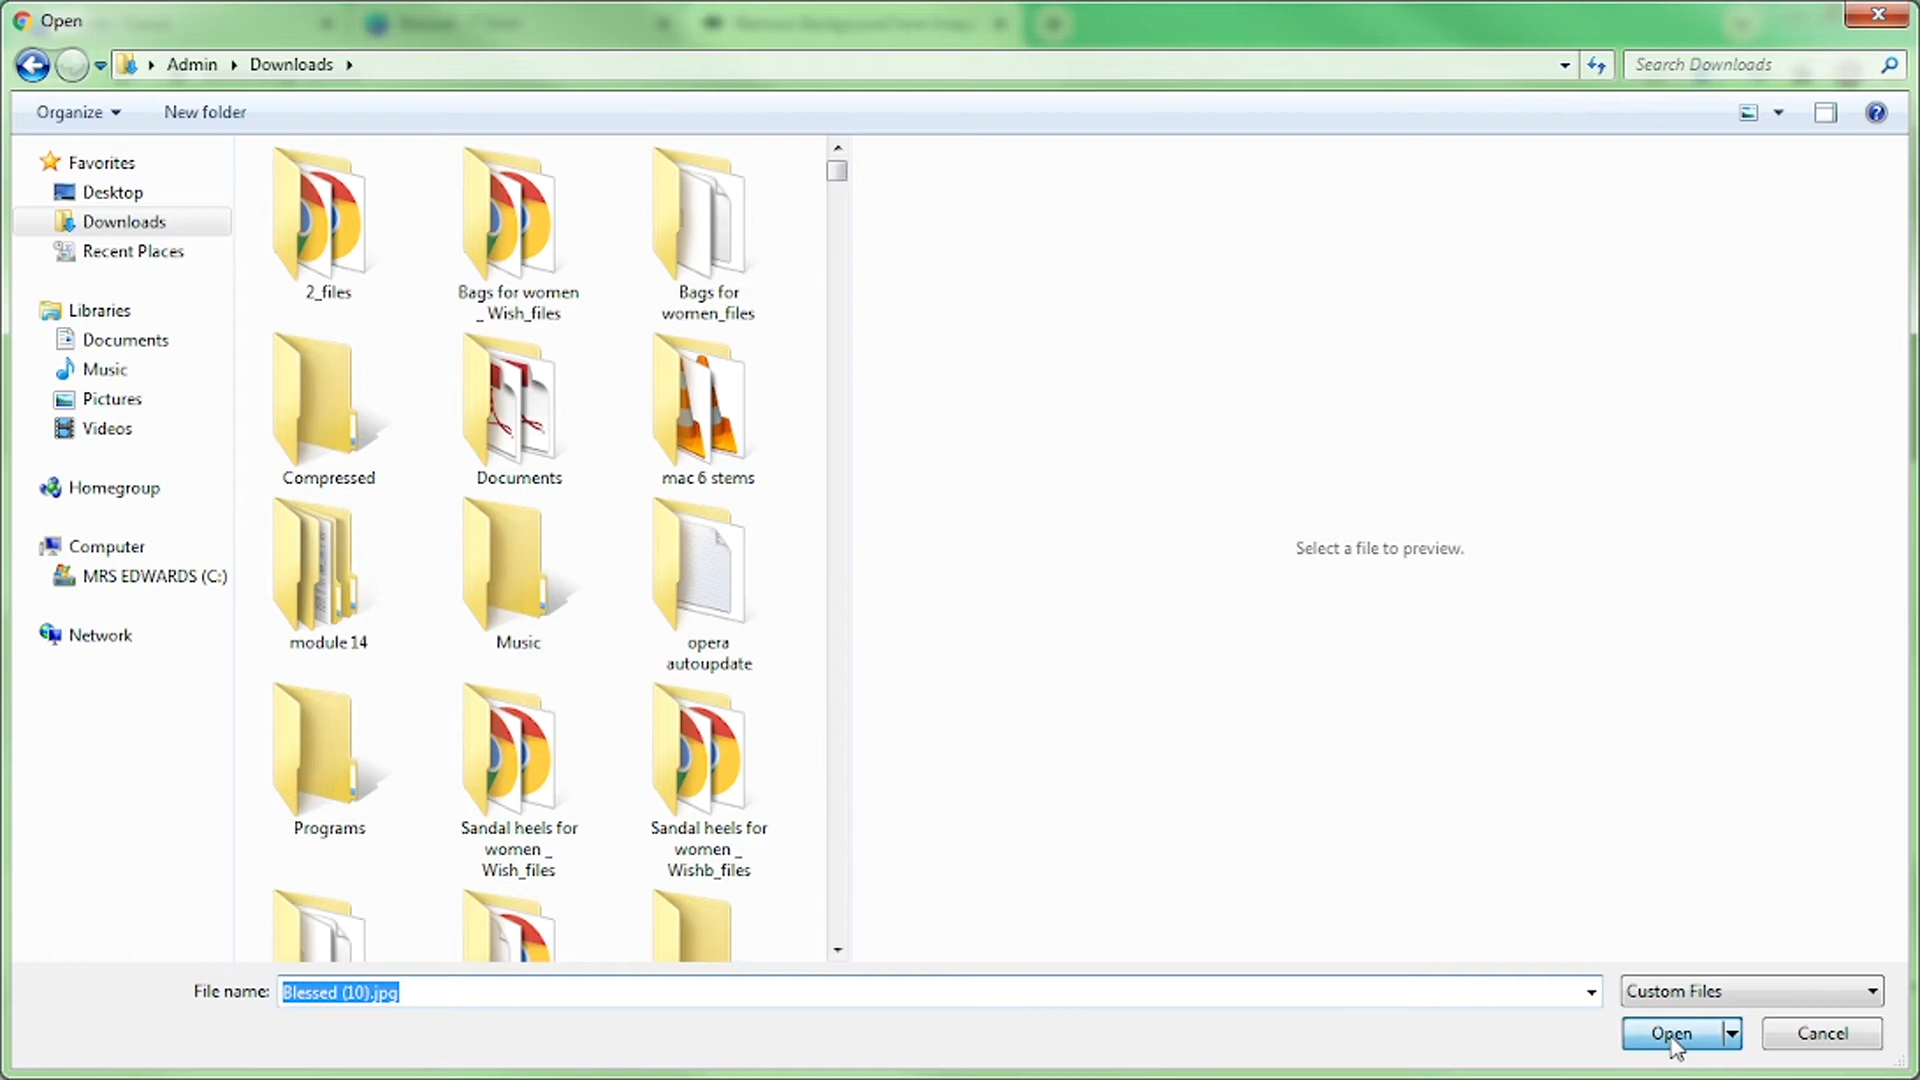 Open
Admin
Downloads
Search Downloads
Organize
New folder
Favorites
Desktop
Downloads
Recent Places
Libraries
Documents
Music
Pictures
Videos
Homegroup
Computer
MRS EDWARDS (C:)
Network
2_files
Bags for women
_ Wish_files
Bags for
women_files
Compressed
Documents
mac 6 stems
module 14
Music
opera
autoupdate
Programs
Sandal heels for
women _
Wish_files
Sandal heels for
women _
Wishb_files
Select a file to preview.
File name:
Blessed (10).jpg
Custom Files
Open
Cancel